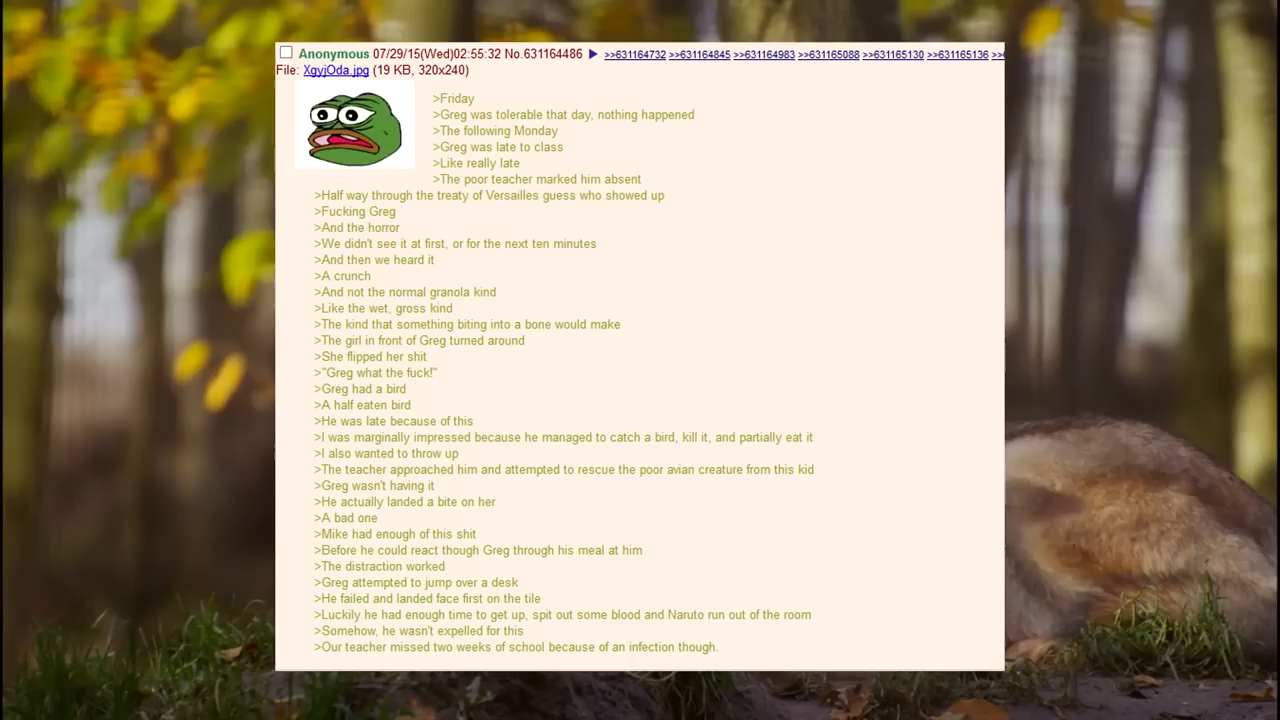 Anonymous 07/29/15(Wed)02:55:32 No.631164486 ▶ >>631164732 >>631164845 >>631164983 >>631165088 >>631165130 >>631165136 >>
File: XgyjOda.jpg (19 KB, 320x240)
>Friday
>Greg was tolerable that day, nothing happened
>The following Monday
>Greg was late to class
>Like really late
>The poor teacher marked him absent
>Half way through the treaty of Versailles guess who showed up
>Fucking Greg
>And the horror
>We didn't see it at first, or for the next ten minutes
>And then we heard it
>A crunch
>And not the normal granola kind
>Like the wet, gross kind
>The kind that something biting into a bone would make
>The girl in front of Greg turned around
>She flipped her shit
>"Greg what the fuck!"
>Greg had a bird
>A half eaten bird
>He was late because of this
>I was marginally impressed because he managed to catch a bird, kill it, and partially eat it
>I also wanted to throw up
>The teacher approached him and attempted to rescue the poor avian creature from this kid
>Greg wasn't having it
>He actually landed a bite on her
>A bad one
>Mike had enough of this shit
>Before he could react though Greg through his meal at him
>The distraction worked
>Greg attempted to jump over a desk
>He failed and landed face first on the tile
>Luckily he had enough time to get up, spit out some blood and Naruto run out of the room
>Somehow, he wasn't expelled for this
>Our teacher missed two weeks of school because of an infection though.